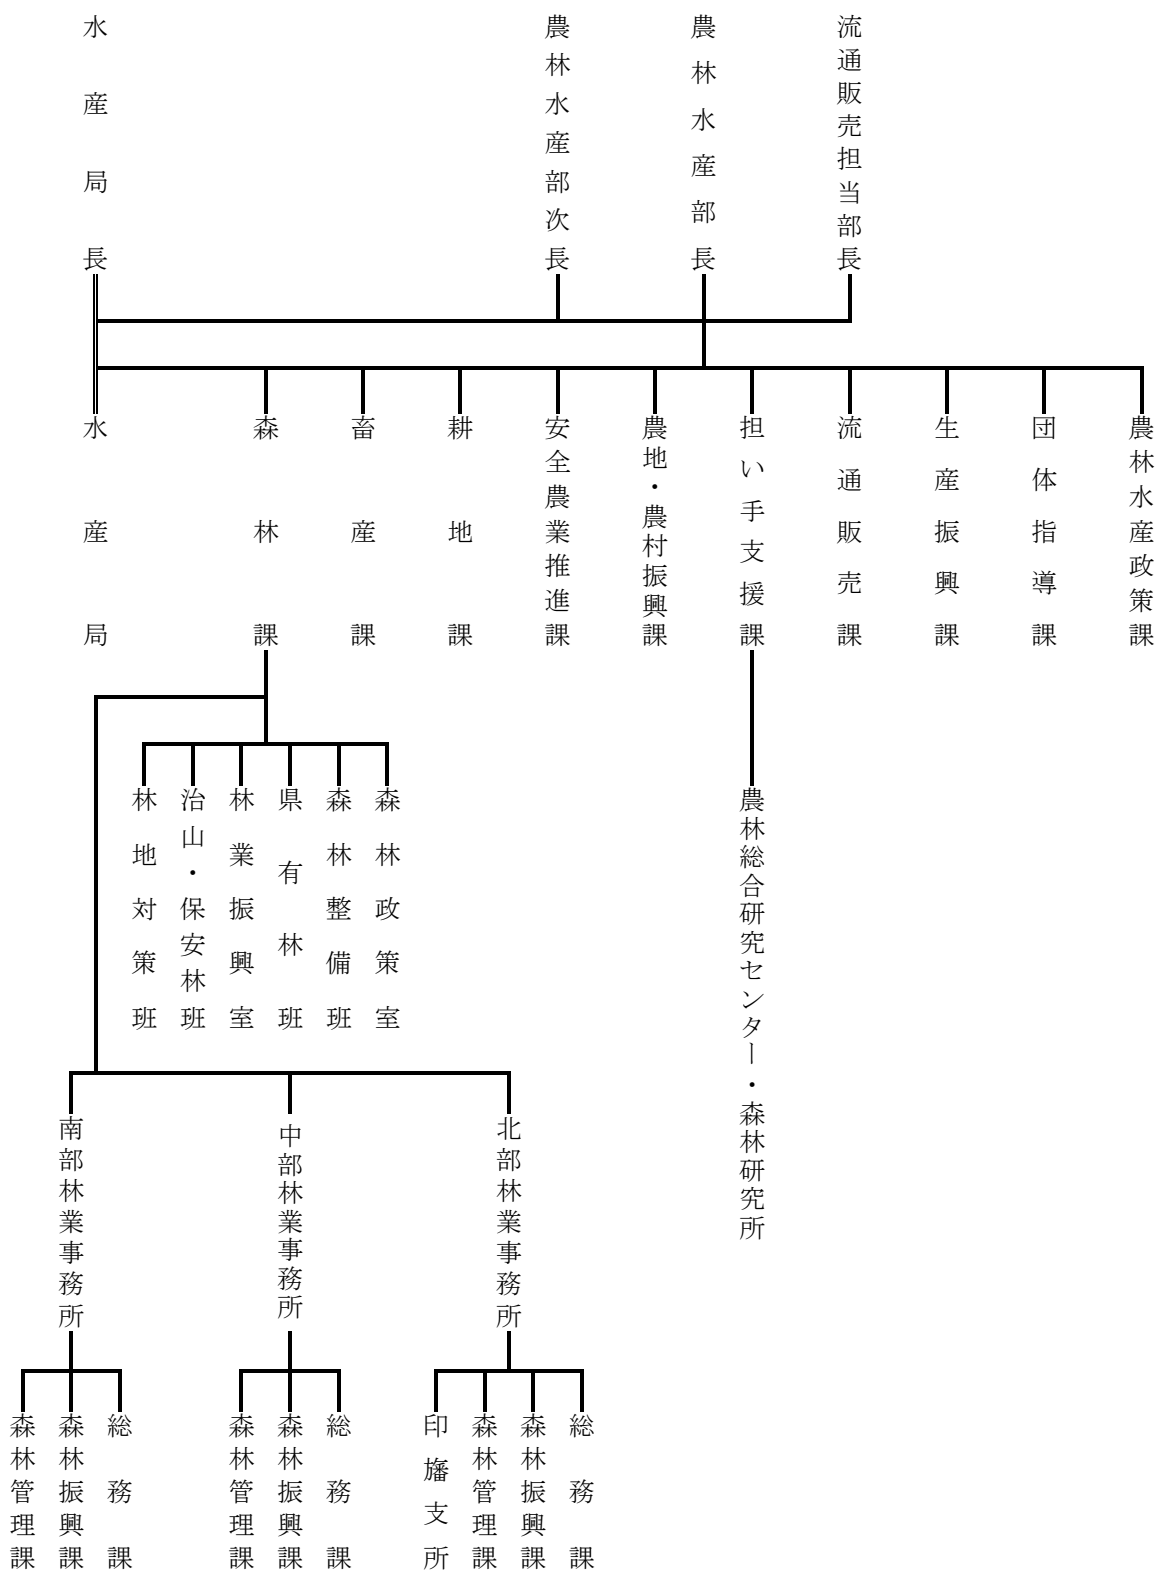 流通販売担当部長
農林水産部長
農林水産部次長
水産局長
農林水産政策課
団体指導課
生産振興課
流通販売課
担い手支援課
農地・農村振興課
安全農業推進課
耕地課
畜産課
森林課
水産局
農林総合研究センター・森林研究所
森林政策室
森林整備班
県有林班
林業振興室
治山・保安林班
林地対策班
北部林業事務所
中部林業事務所
南部林業事務所
総務課
森林振興課
森林管理課
印旛支所
総務課
森林振興課
森林管理課
総務課
森林振興課
森林管理課